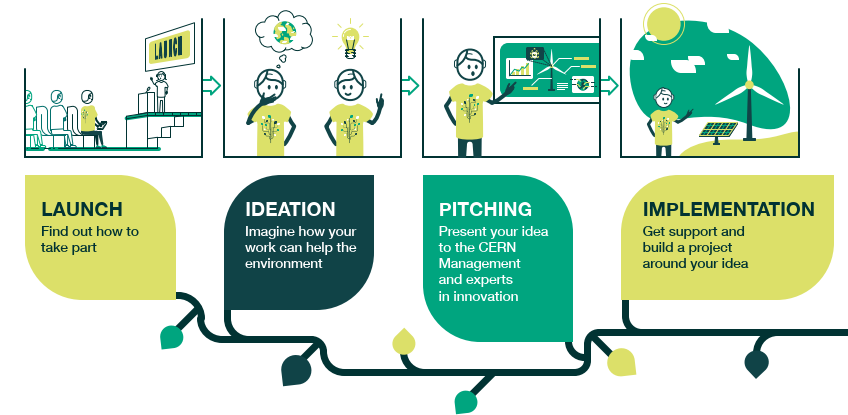 LAUNCH
LAUNCH
Find out how to
take part
IDEATION
Imagine how your
work can help the
environment
PITCHING
Present your idea
to the CERN
Management
and experts
in innovation
IMPLEMENTATION
Get support and
build a project
around your idea